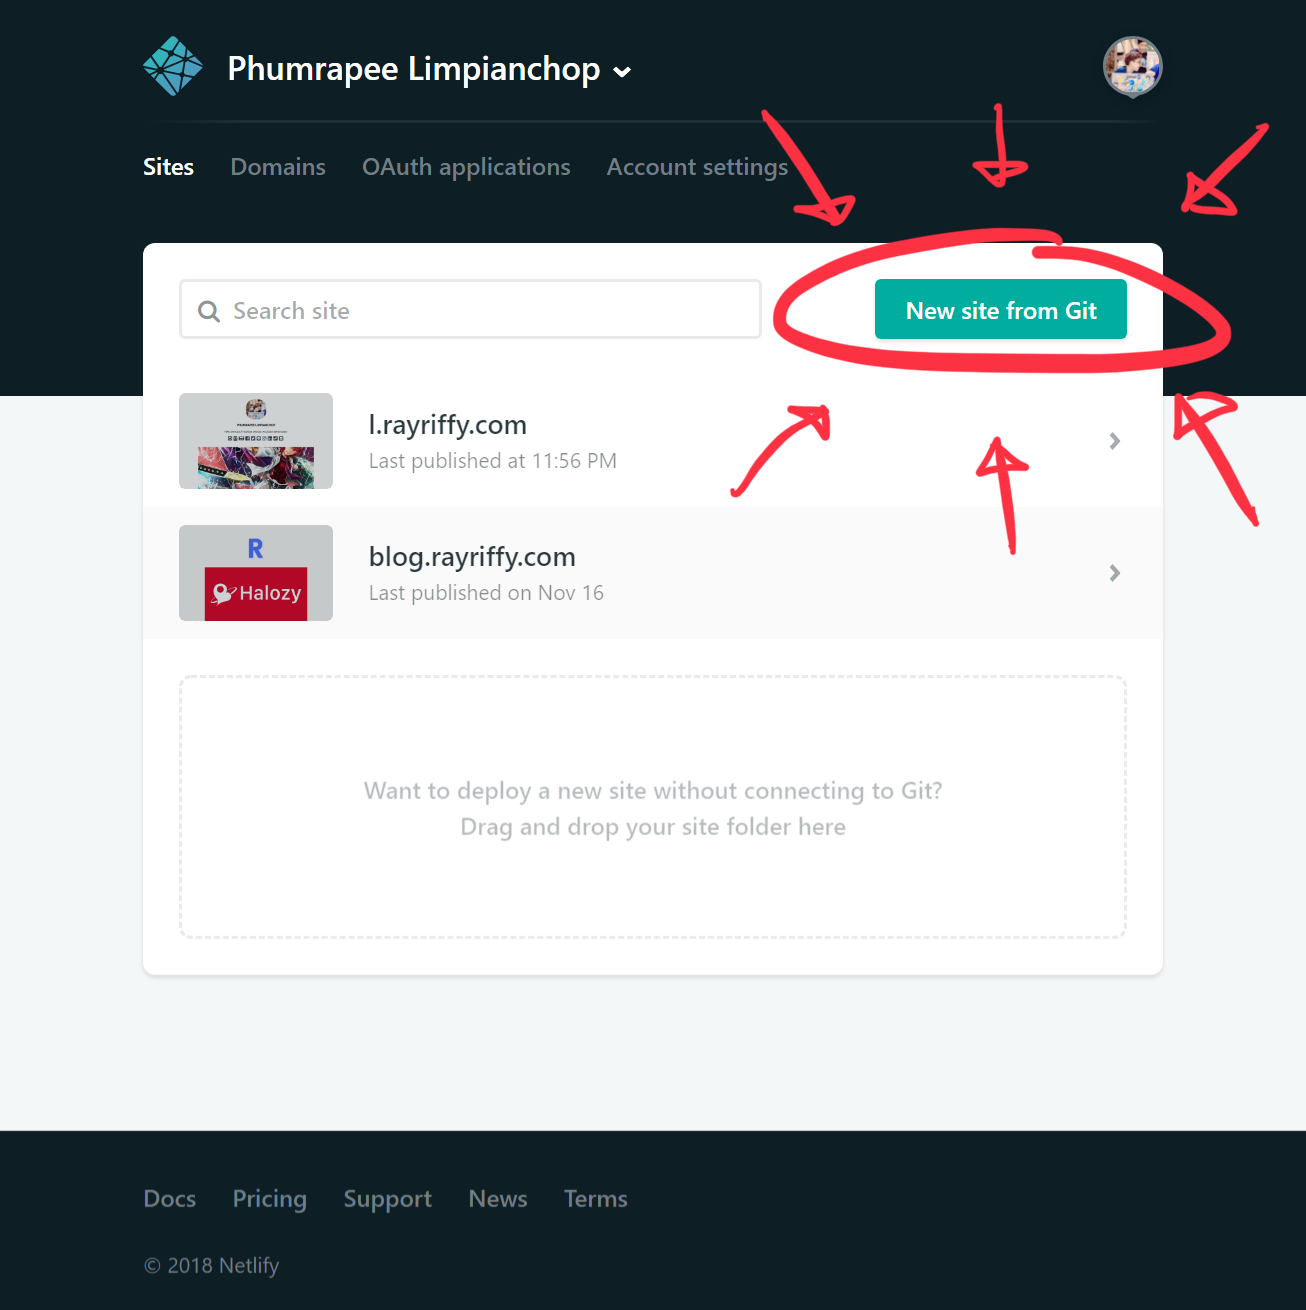 Phumrapee Limpianchop
Sites Domains OAuth applications Account settings
Search site
New site from Git
PHUMRAPEE LIMPIANCHOP
l.rayriffy.com
Last published at 11:56 PM
R
Halozy
blog.rayriffy.com
Last published on Nov 16
Want to deploy a new site without connecting to Git?
Drag and drop your site folder here
Docs Pricing Support News Terms
© 2018 Netlify